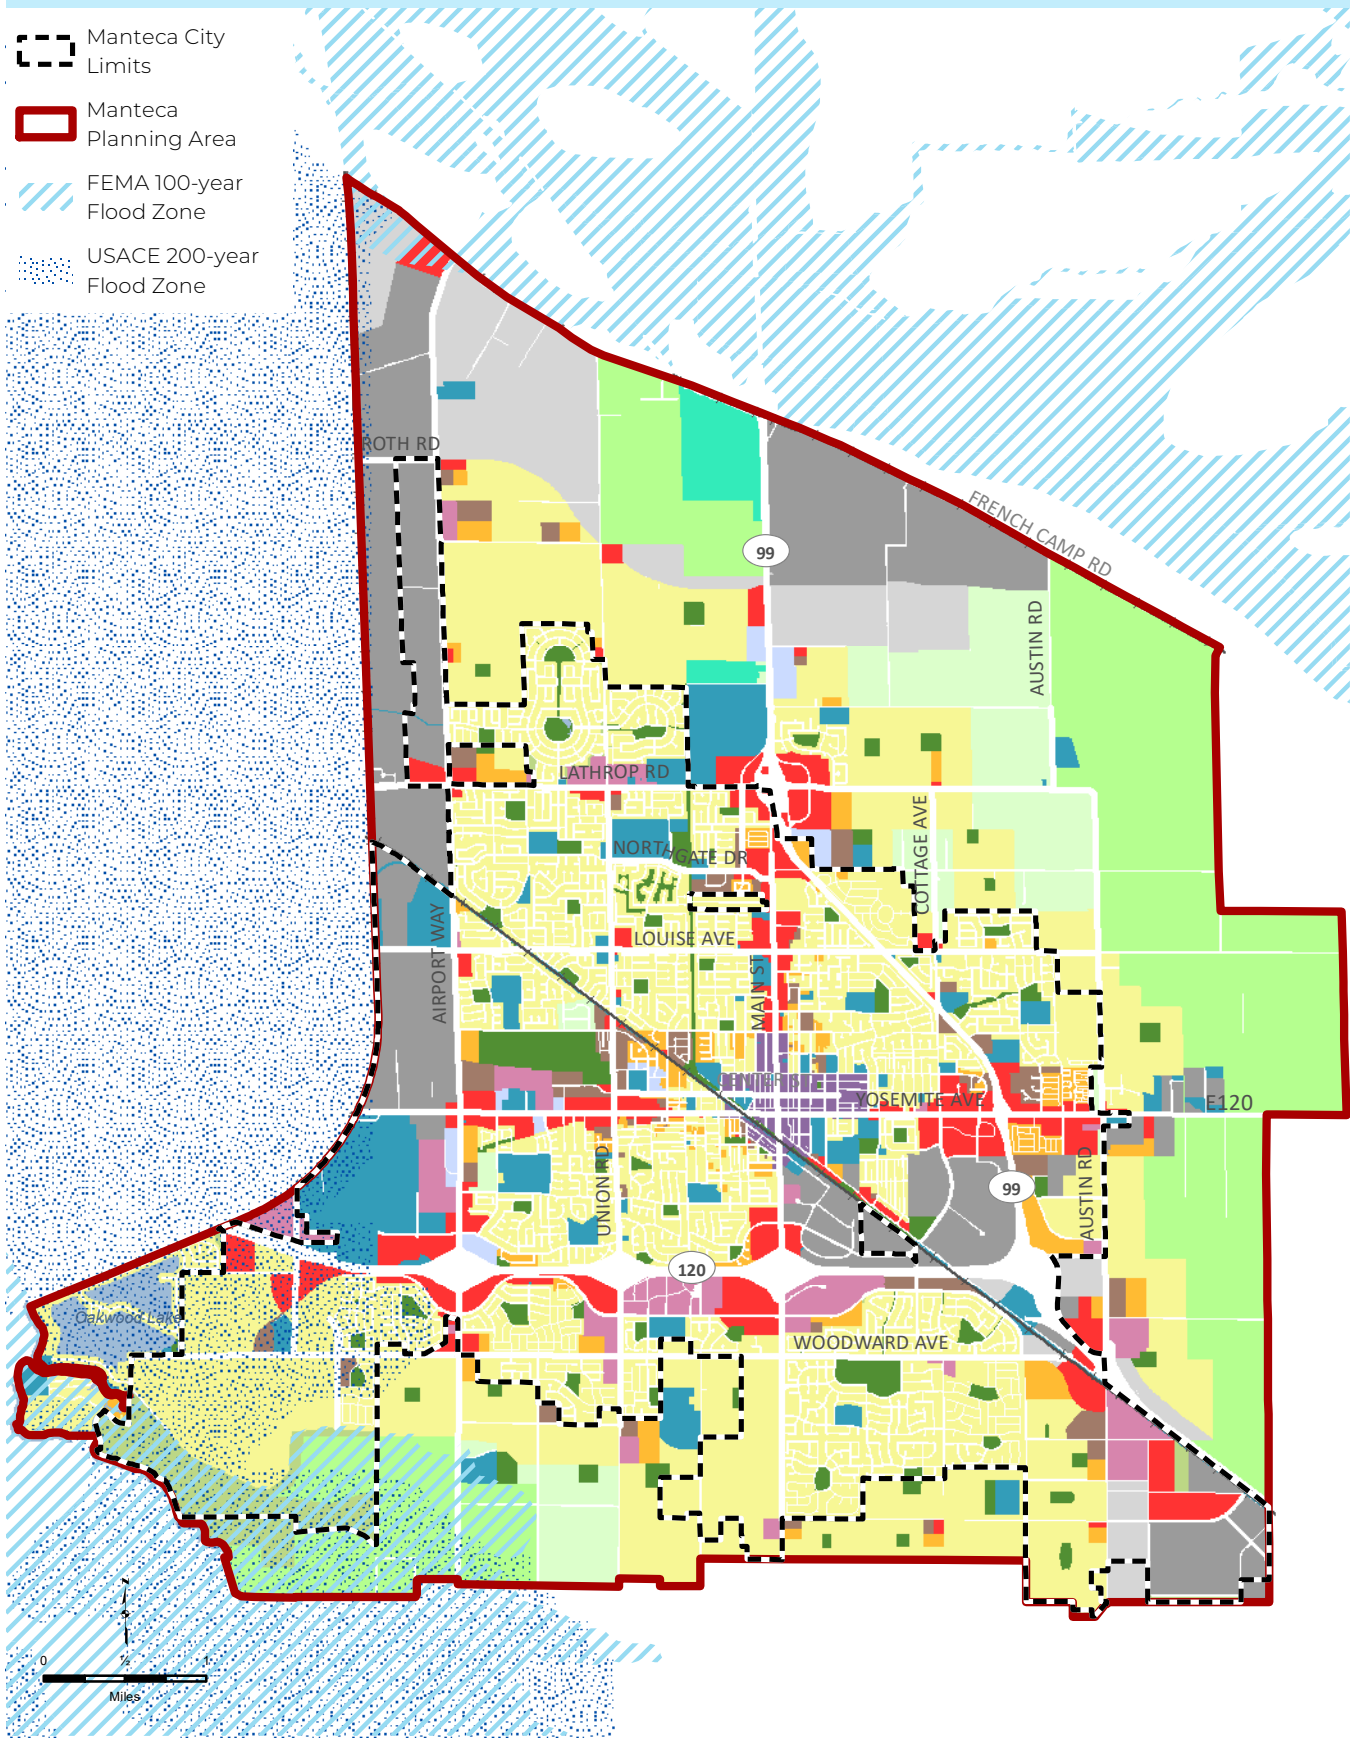 Manteca City
Limits
Manteca
Planning Area
FEMA 100-year
Flood Zone
USACE 200-year
Flood Zone
ROTH RD
FRENCH CAMP RD
99
AUSTIN RD
LATHROP RD
NORTHGATE DR
COTTAGE AVE
AIRPORT WAY
LOUISE AVE
MAIN ST
CENTER ST
YOSEMITE AVE
E120
UNION RD
AUSTIN RD
99
120
Oakwood Lake
WOODWARD AVE
N
0 ½ 1
Miles